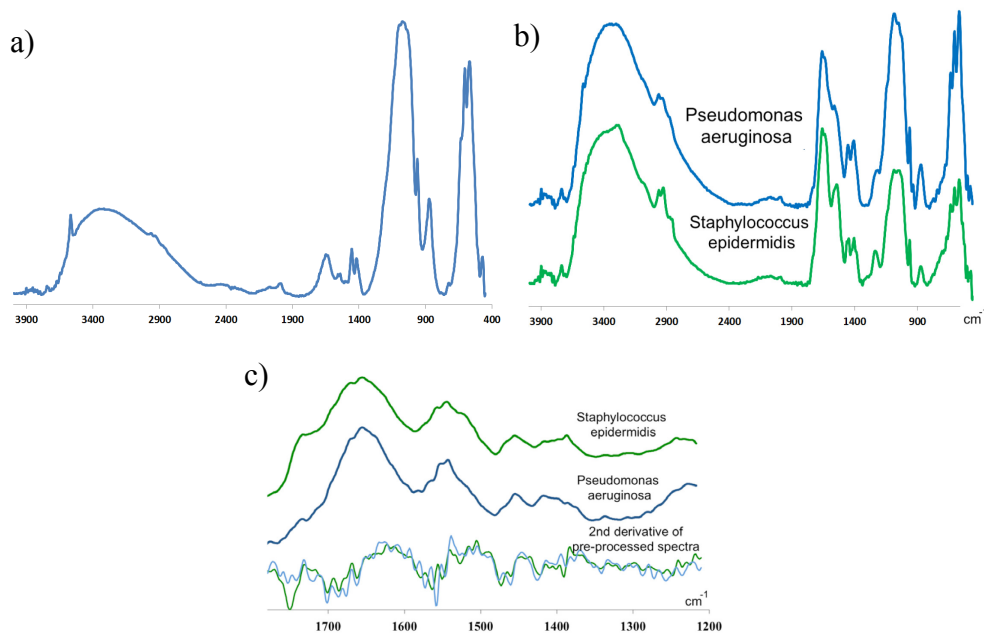 a)
3900 3400 2900 2400 1900 1400 900 400
b)
Pseudomonas
aeruginosa
Staphylococcus
epidermidis
3900 3400 2900 2400 1900 1400 900 cm-1
c)
Staphylococcus
epidermidis
Pseudomonas
aeruginosa
2nd derivative of
pre-processed spectra
cm-1
1700 1600 1500 1400 1300 1200